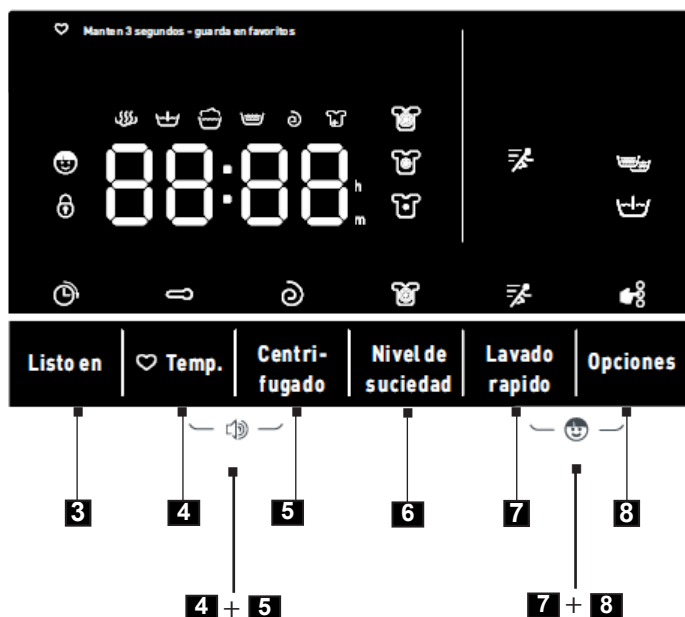 Manten 3 segundos - guarda en favoritos
88:88
h
m
Listo en
Temp.
Centri-
fugado
Nivel de
suciedad
Lavado
rapido
Opciones
3
4
5
6
7
8
4 + 5
7 + 8